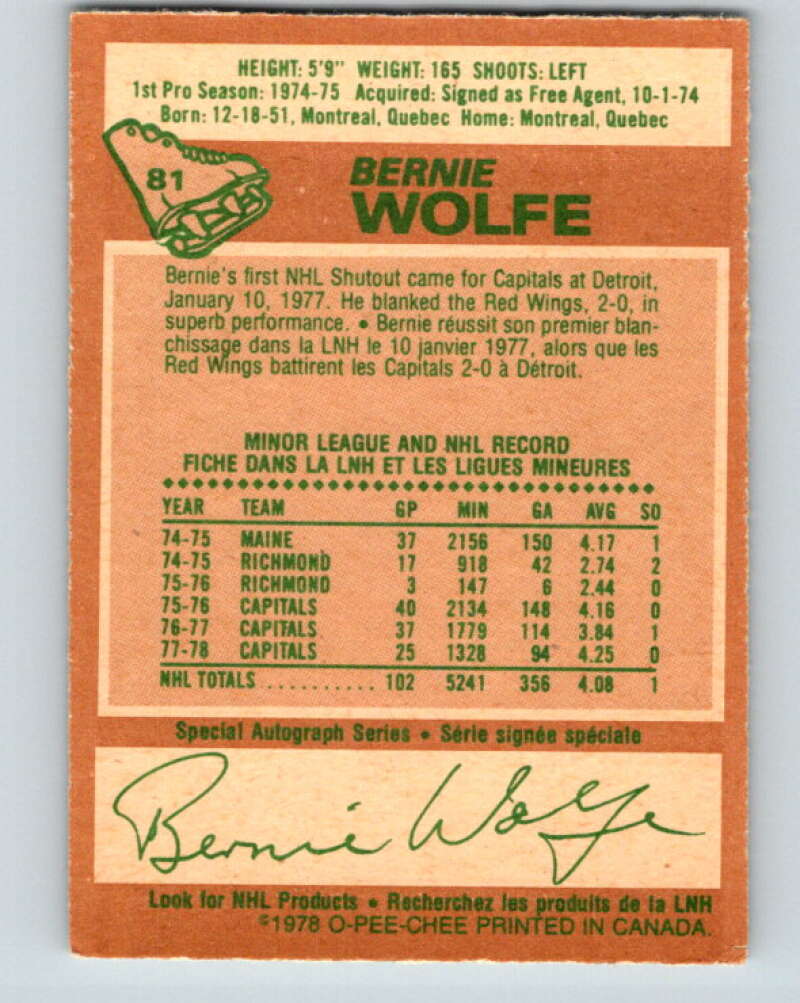 HEIGHT: 5'9" WEIGHT: 165 SHOOTS: LEFT
1st Pro Season: 1974-75 Acquired: Signed as Free Agent, 10-1-74
Born: 12-18-51, Montreal, Quebec Home: Montreal, Quebec
81
BERNIE
WOLFE
Bernie's first NHL Shutout came for Capitals at Detroit,
January 10, 1977. He blanked the Red Wings, 2-0, in
superb performance. • Bernie réussit son premier blan-
chissage dans la LNH le 10 janvier 1977, alors que les
Red Wings battirent les Capitals 2-0 à Détroit.
MINOR LEAGUE AND NHL RECORD
FICHE DANS LA LNH ET LES LIGUES MINEURES
YEAR TEAM GP MIN GA AVG SO
74-75 MAINE 37 2156 150 4.17 1
74-75 RICHMOND 17 918 42 2.74 2
75-76 RICHMOND 3 147 6 2.44 0
75-76 CAPITALS 40 2134 148 4.16 0
76-77 CAPITALS 37 1779 114 3.84 1
77-78 CAPITALS 25 1328 94 4.25 0
NHL TOTALS . . . . . . . . . . . 102 5241 356 4.08 1
Special Autograph Series • Série signée spéciale
Bernie Wolfe
Look for NHL Products • Recherchez les produits de la LNH
©1978 O-PEE-CHEE PRINTED IN CANADA.